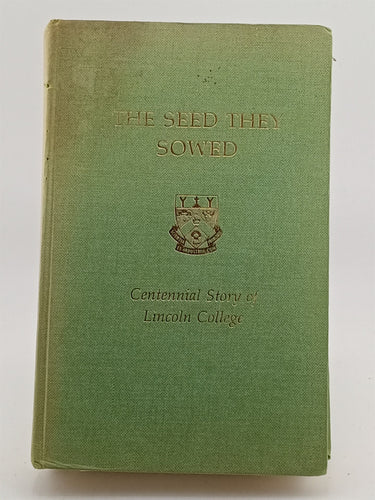 THE SEED THEY
SOWED
Centennial Story of
Lincoln College